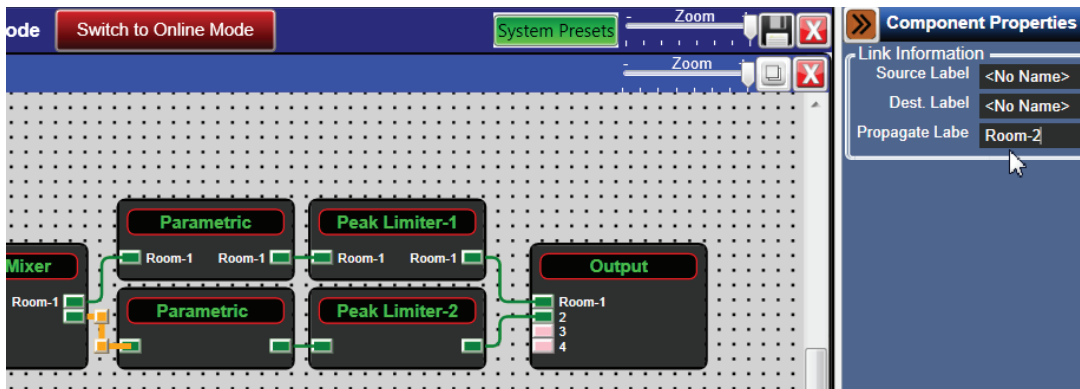 ode
Switch to Online Mode
System Presets
- Zoom +
X
- Zoom +
X
Component Properties
Link Information
Source Label <No Name>
Dest. Label <No Name>
Propagate Labe Room-2
Mixer
Room-1
Parametric
Room-1 Room-1
Peak Limiter-1
Room-1 Room-1
Parametric
Peak Limiter-2
Output
Room-1
2
3
4